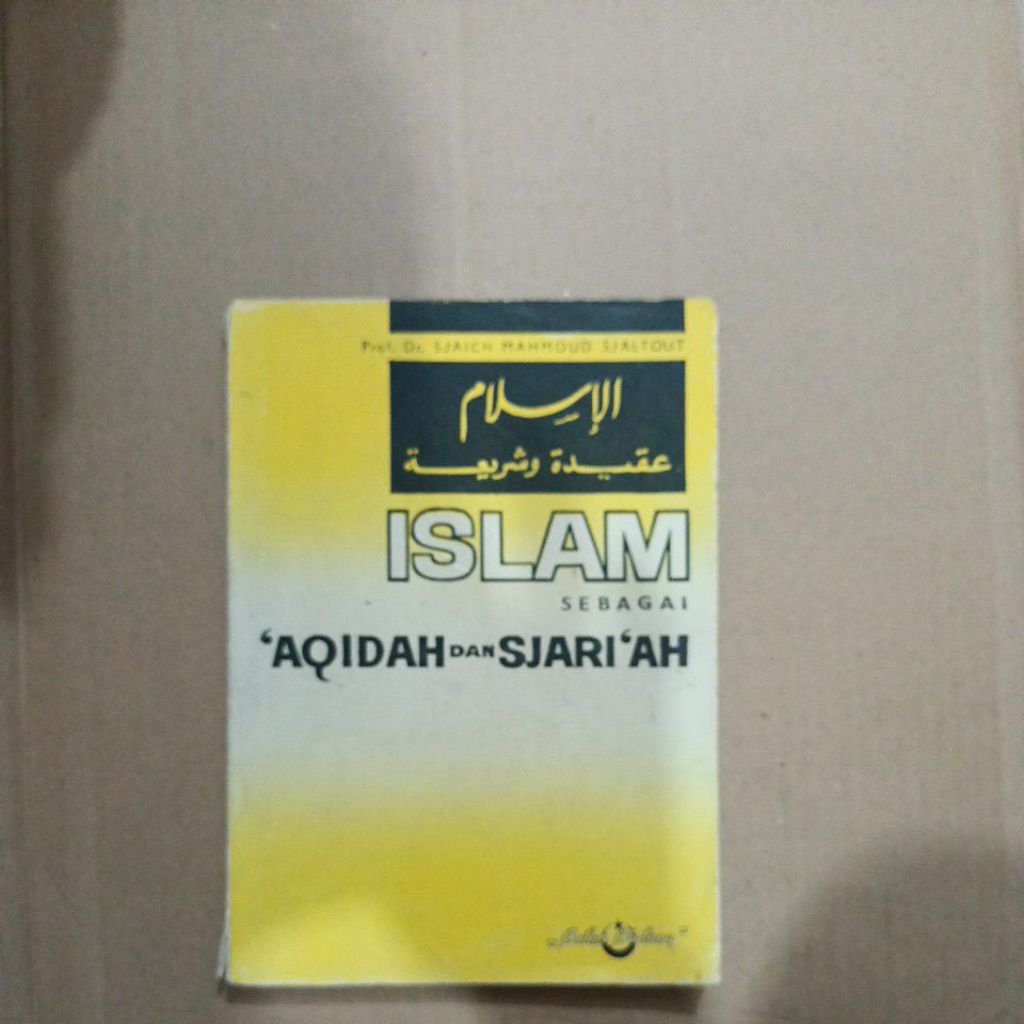 Prof. Dr. SJAICH MAHMOUD SJALTOUT
الإسلام
عقيدة وشريعة
ISLAM
SEBAGAI
‘AQIDAH DAN SJARI‘AH